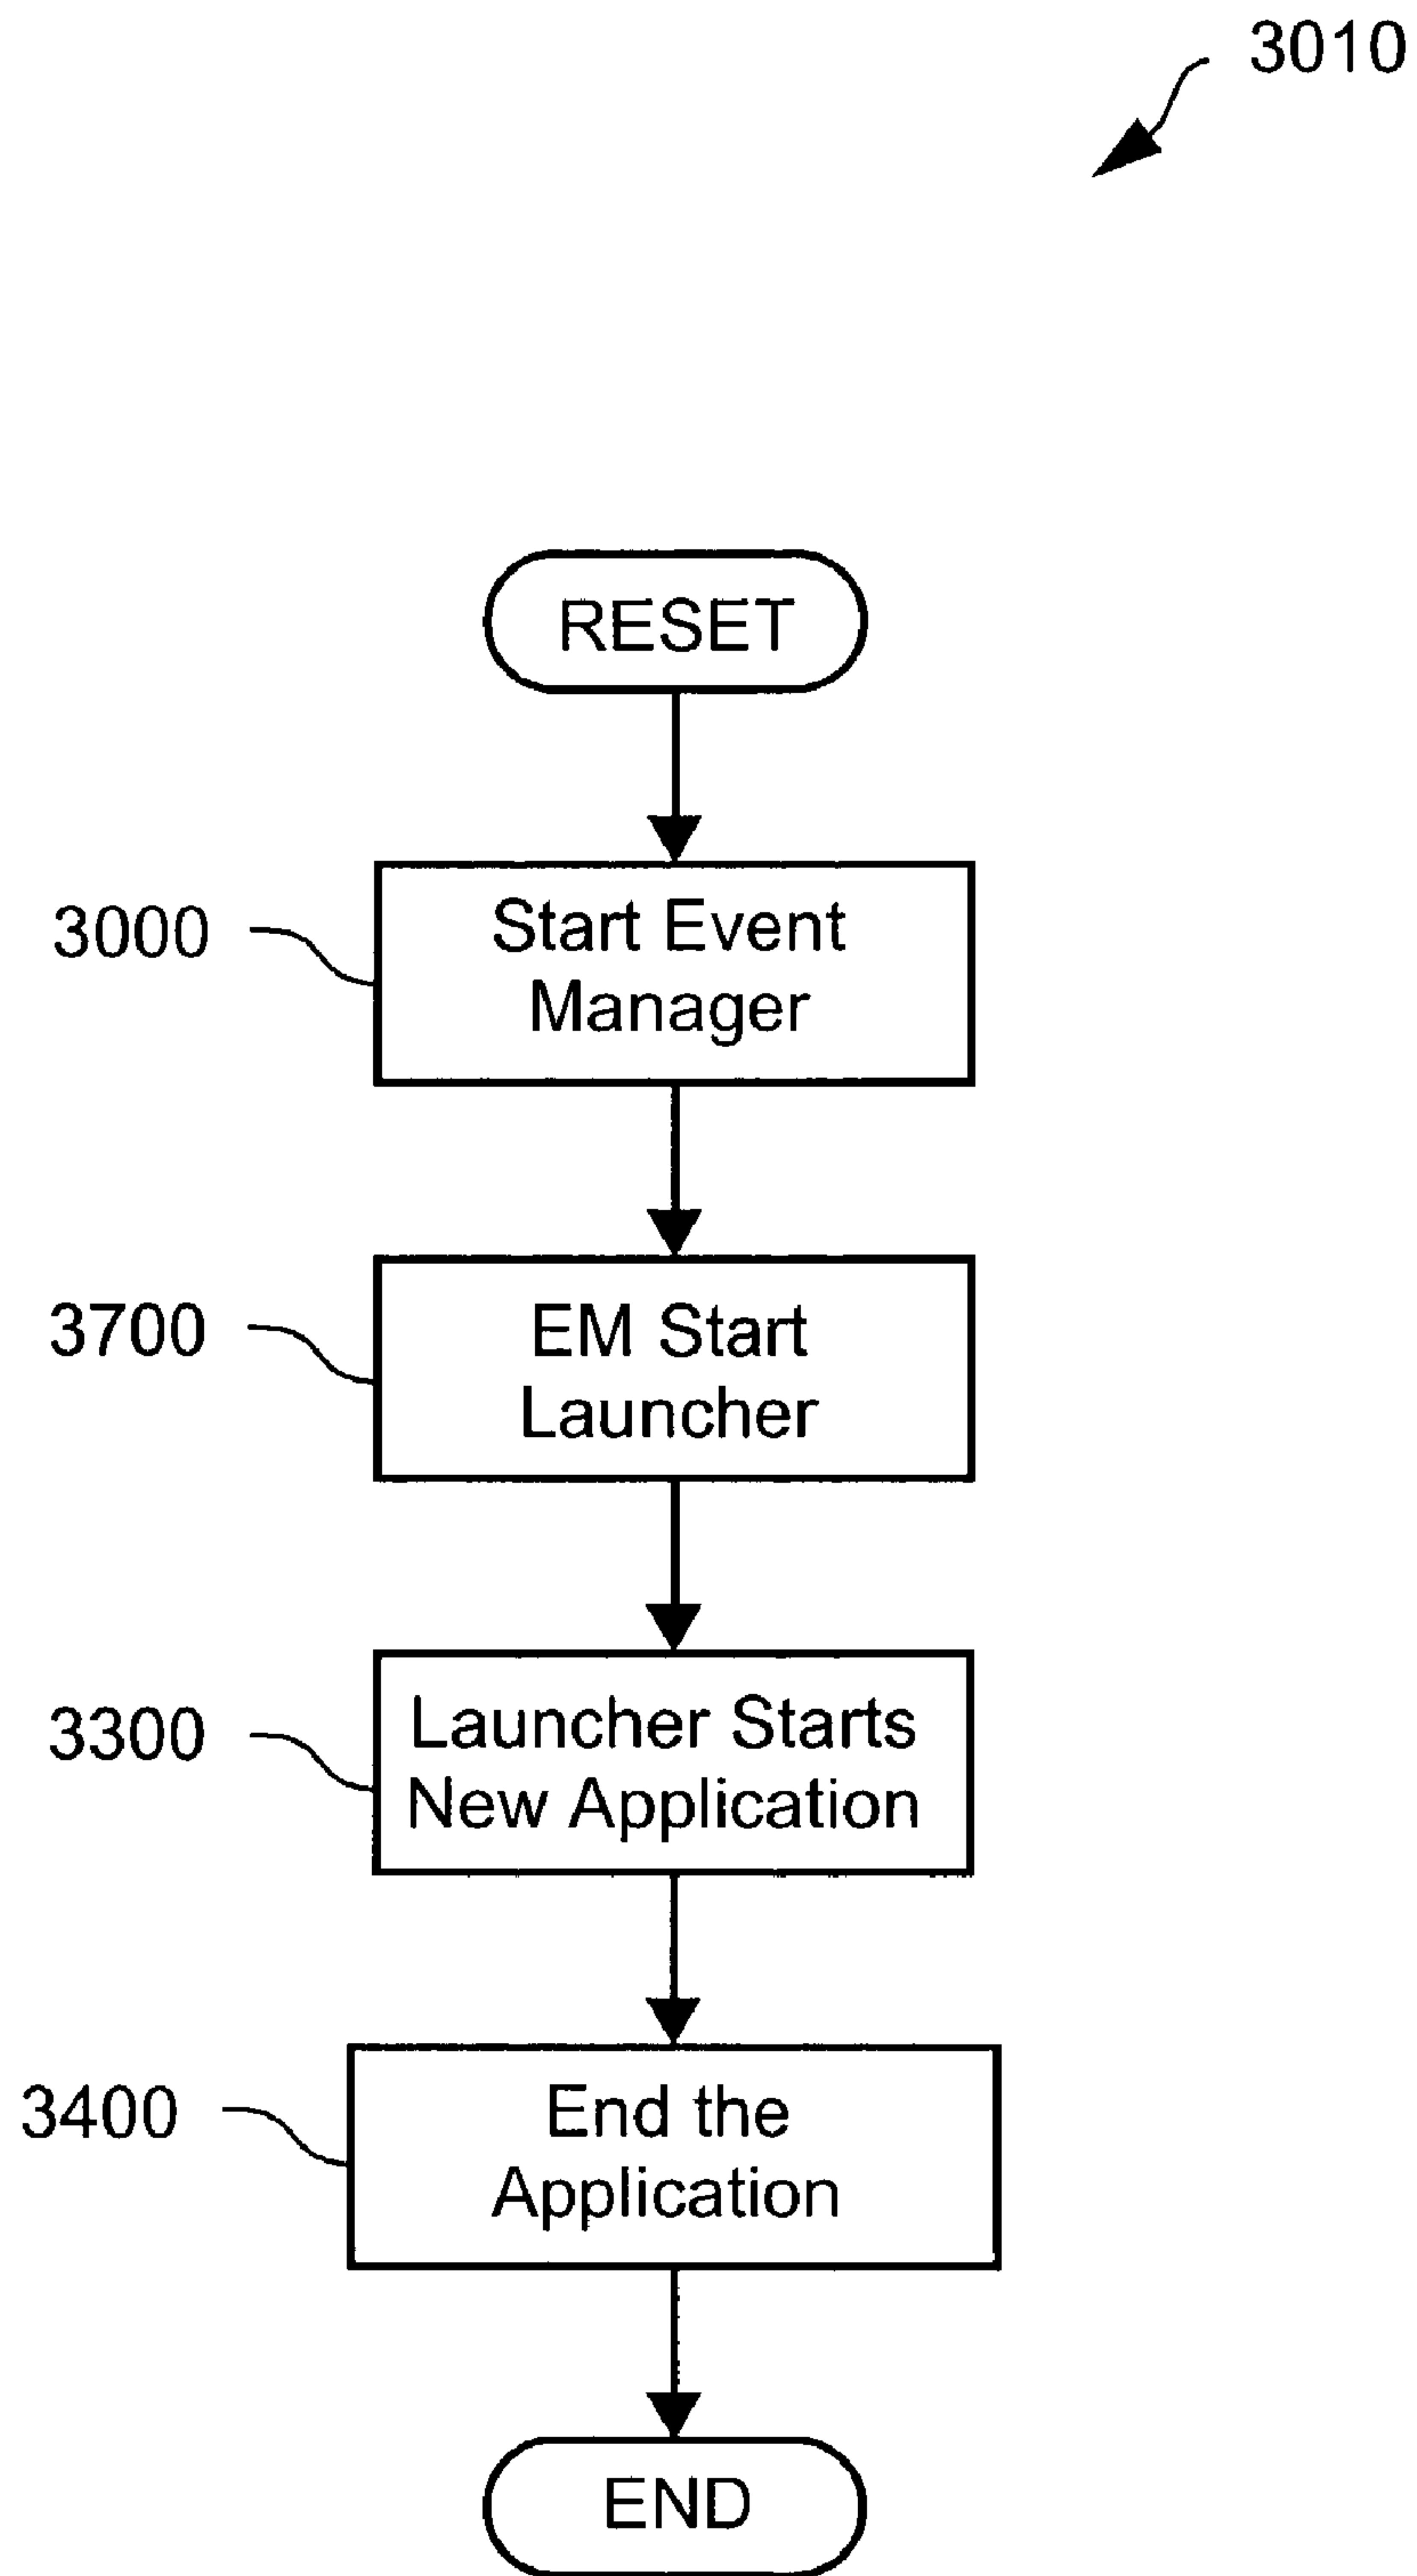 3010
RESET
3000
Start Event
Manager
3700
EM Start
Launcher
3300
Launcher Starts
New Application
3400
End the
Application
END